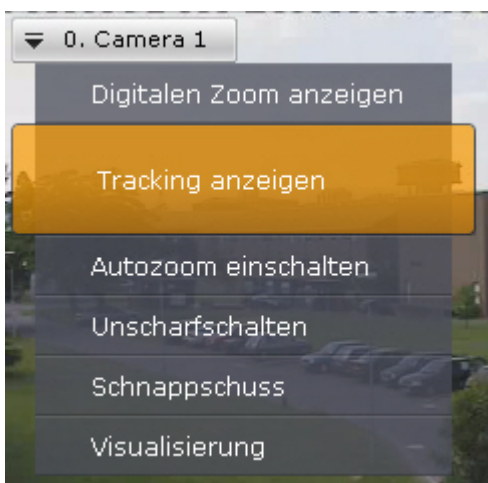 0. Camera 1
Digitalen Zoom anzeigen
Tracking anzeigen
Autozoom einschalten
Unscharfschalten
Schnappschuss
Visualisierung